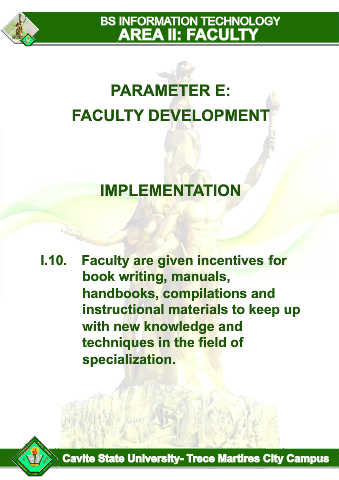 BS INFORMATION TECHNOLOGY
AREA II: FACULTY
PARAMETER E:
FACULTY DEVELOPMENT
IMPLEMENTATION
I.10. Faculty are given incentives for
book writing, manuals,
handbooks, compilations and
instructional materials to keep up
with new knowledge and
techniques in the field of
specialization.
Cavite State University- Trece Martires City Campus